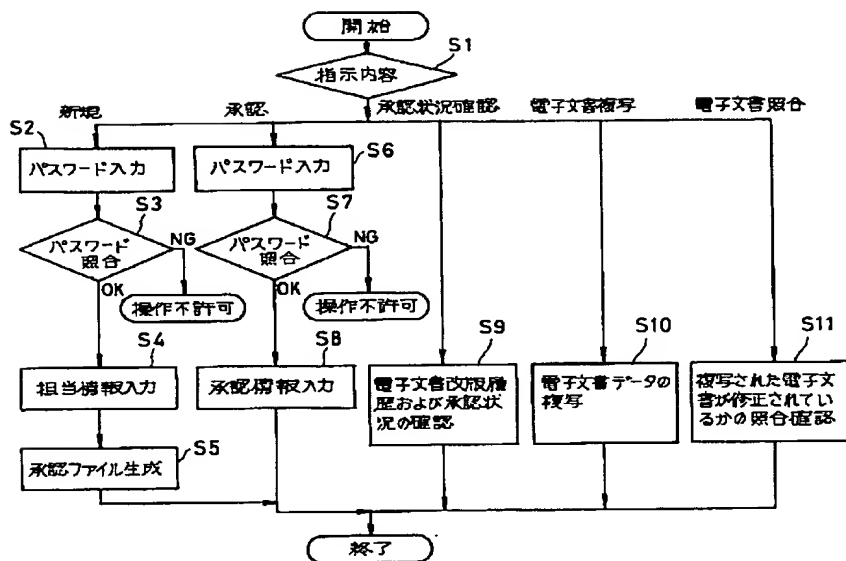 開始
S1
指示内容
新規
承認
承認状況確認
電子文書複写
電子文書照合
S2
パスワード入力
S6
パスワード入力
S3
パスワード
照合
NG
OK
操作不許可
S7
パスワード
照合
NG
OK
操作不許可
S4
担当情報入力
S8
承認情報入力
S9
電子文書改版履
歴および承認状
況の確認
S10
電子文書データの
複写
S11
複写された電子文
書が修正されてい
るかの照合確認
S5
承認ファイル生成
終了